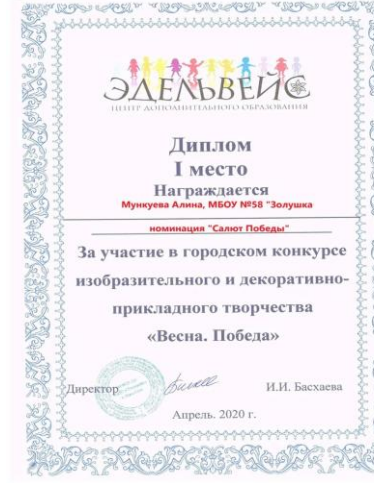 ЭДЕЛЬВЕЙС
ЦЕНТР ДОПОЛНИТЕЛЬНОГО ОБРАЗОВАНИЯ
Диплом
I место
Награждается
Мункуева Алина, МБОУ №58 "Золушка
номинация "Салют Победы"
За участие в городском конкурсе
изобразительного и декоративно-
прикладного творчества
«Весна. Победа»
Директор И.И. Басхаева
Апрель. 2020 г.